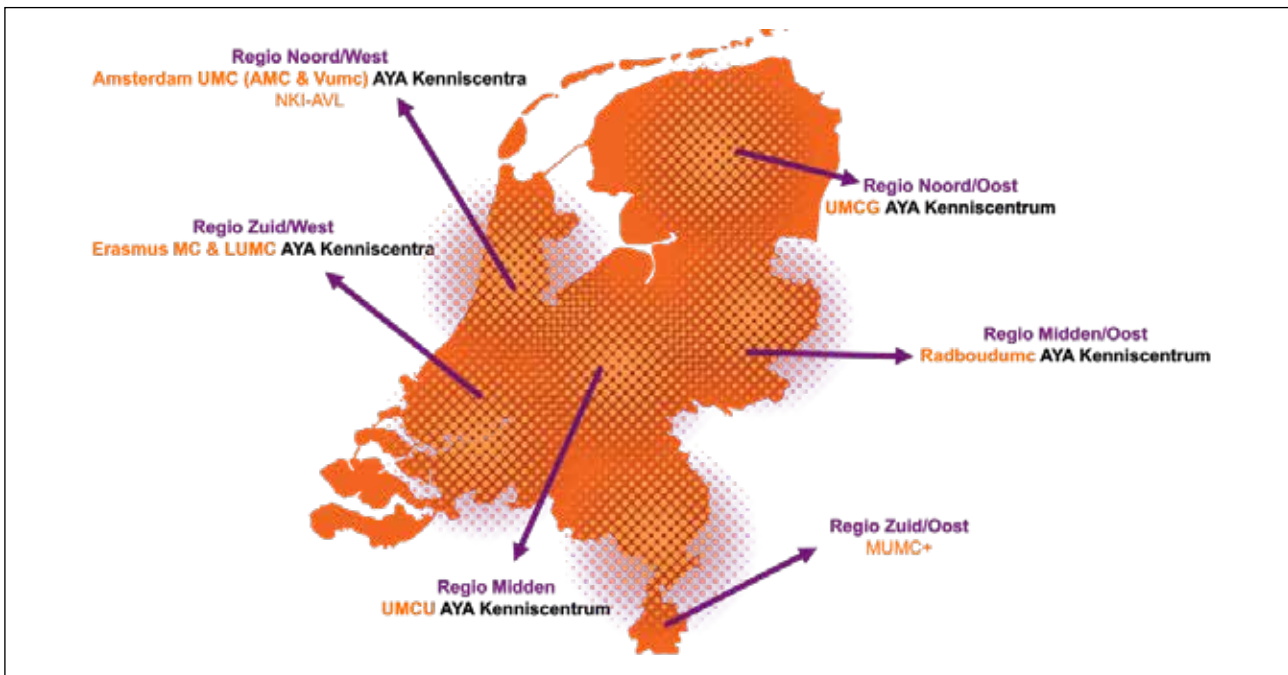 Regio Noord/West
Amsterdam UMC (AMC & Vumc) AYA Kenniscentra
NKI-AVL
Regio Noord/Oost
UMCG AYA Kenniscentrum
Regio Zuid/West
Erasmus MC & LUMC AYA Kenniscentra
Regio Midden/Oost
Radboudumc AYA Kenniscentrum
Regio Zuid/Oost
MUMC+
Regio Midden
UMCU AYA Kenniscentrum